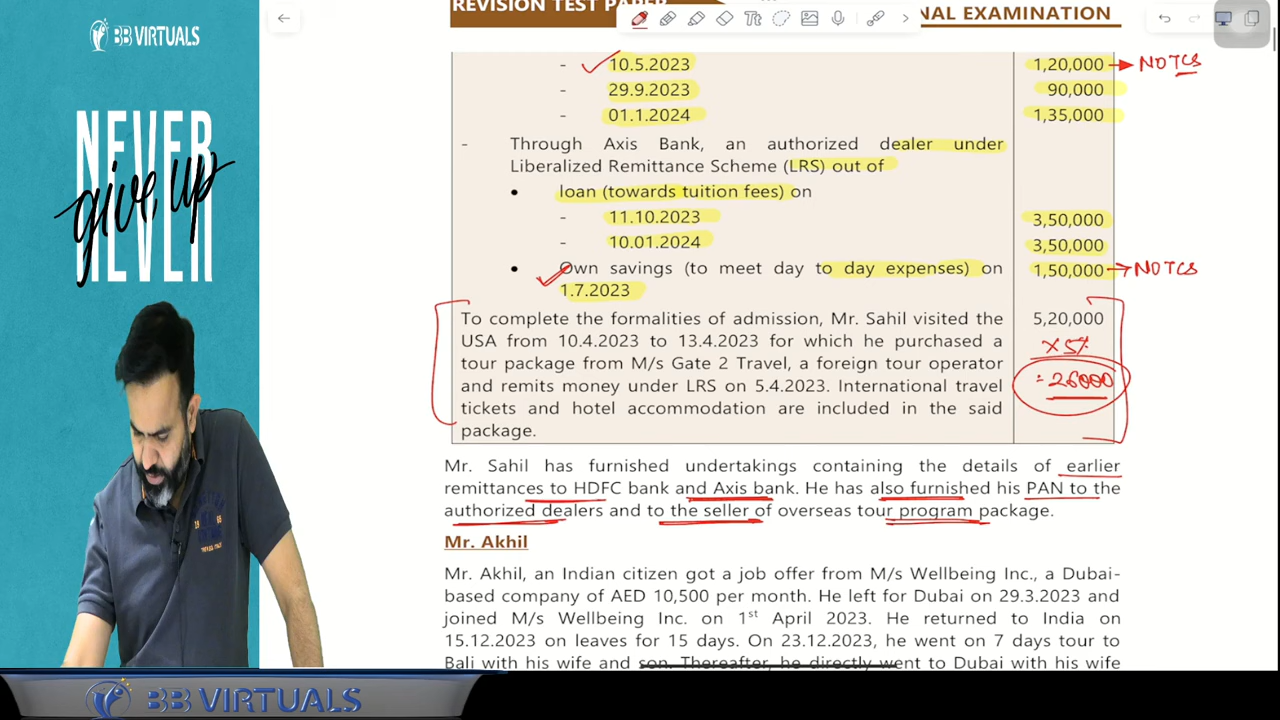 REVISION TEST PAPER
NAL EXAMINATION
BB VIRTUALS
NEVER
give up
NEVER
- 10.5.2023 1,20,000 → NO TCS
- 29.9.2023 90,000
- 01.1.2024 1,35,000
- Through Axis Bank, an authorized dealer under
Liberalized Remittance Scheme (LRS) out of
• loan (towards tuition fees) on
- 11.10.2023 3,50,000
- 10.01.2024 3,50,000
• Own savings (to meet day to day expenses) on 1,50,000 → NO TCS
1.7.2023
To complete the formalities of admission, Mr. Sahil visited the 5,20,000
USA from 10.4.2023 to 13.4.2023 for which he purchased a × 5%
tour package from M/s Gate 2 Travel, a foreign tour operator
and remits money under LRS on 5.4.2023. International travel = 26000
tickets and hotel accommodation are included in the said
package.
Mr. Sahil has furnished undertakings containing the details of earlier
remittances to HDFC bank and Axis bank. He has also furnished his PAN to the
authorized dealers and to the seller of overseas tour program package.
Mr. Akhil
Mr. Akhil, an Indian citizen got a job offer from M/s Wellbeing Inc., a Dubai-
based company of AED 10,500 per month. He left for Dubai on 29.3.2023 and
joined M/s Wellbeing Inc. on 1st April 2023. He returned to India on
15.12.2023 on leaves for 15 days. On 23.12.2023, he went on 7 days tour to
Bali with his wife and son. Thereafter, he directly went to Dubai with his wife
BB VIRTUALS